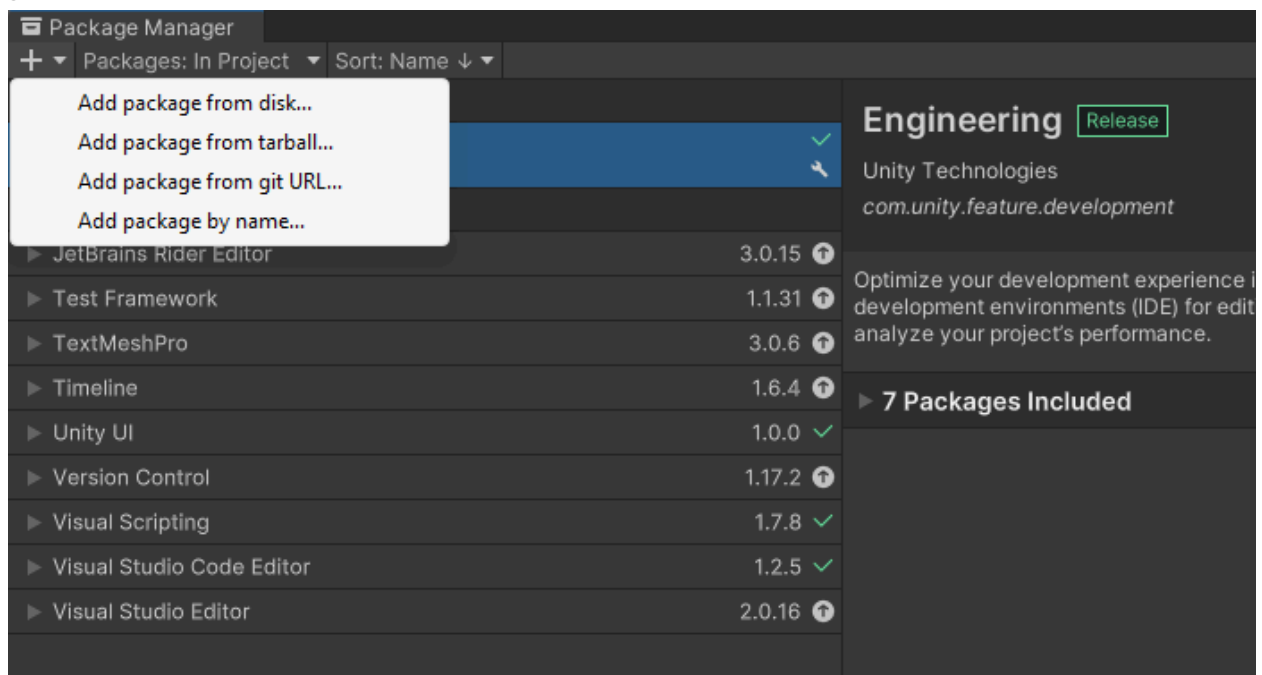 Package Manager
Packages: In Project Sort: Name ↓
Add package from disk...
Add package from tarball...
Add package from git URL...
Add package by name...
JetBrains Rider Editor 3.0.15
Test Framework 1.1.31
TextMeshPro 3.0.6
Timeline 1.6.4
Unity UI 1.0.0
Version Control 1.17.2
Visual Scripting 1.7.8
Visual Studio Code Editor 1.2.5
Visual Studio Editor 2.0.16
Engineering Release
Unity Technologies
com.unity.feature.development
Optimize your development experience i
development environments (IDE) for edit
analyze your project's performance.
7 Packages Included